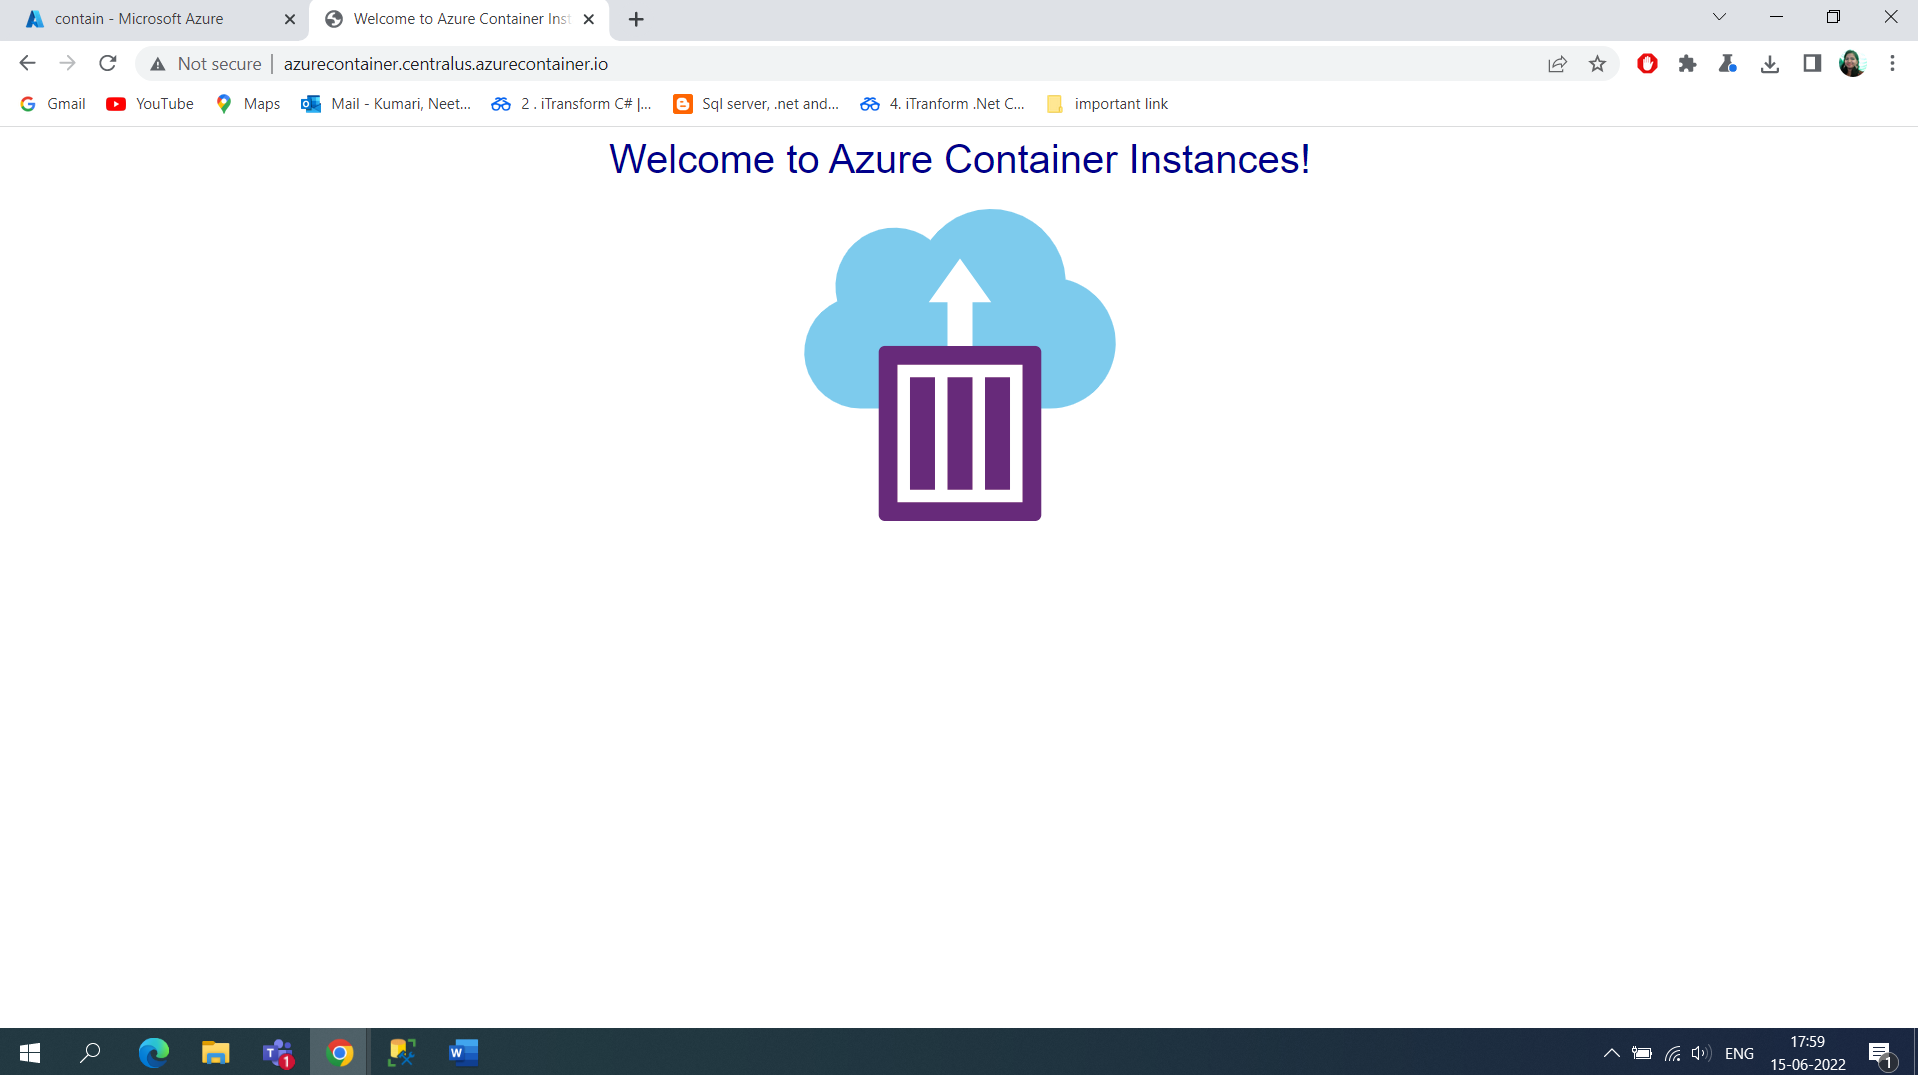 contain - Microsoft Azure
Welcome to Azure Container Inst
Not secure | azurecontainer.centralus.azurecontainer.io
Gmail YouTube Maps Mail - Kumari, Neet... 2 . iTransform C# |... Sql server, .net and... 4. iTranform .Net C... important link
Welcome to Azure Container Instances!
T 1 W ENG 17:59
15-06-2022 1